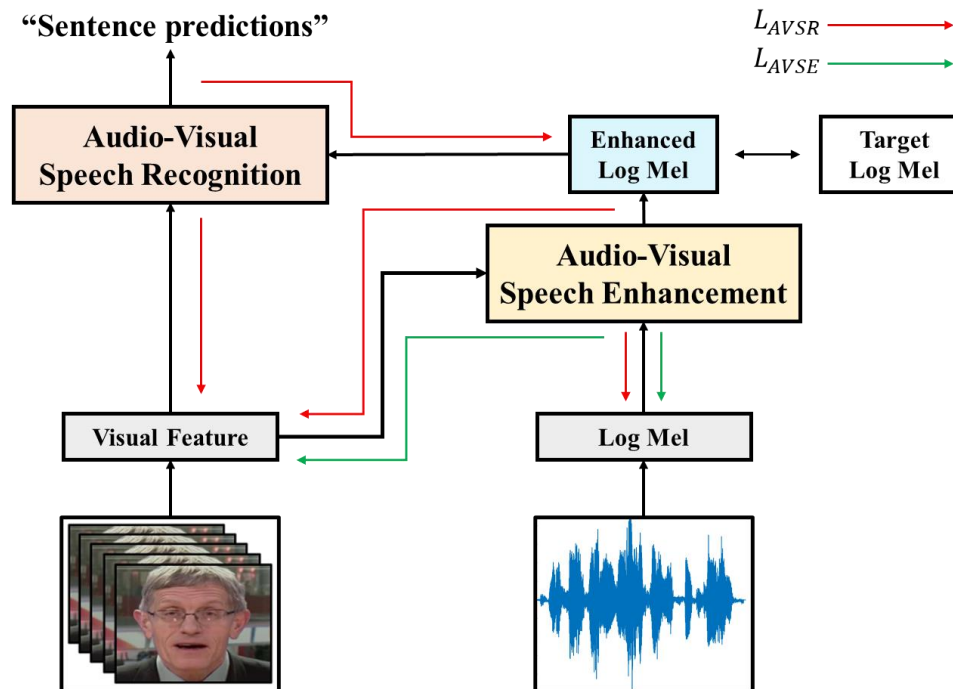 “Sentence predictions”
L_AVSR
L_AVSE
Audio-Visual
Speech Recognition
Enhanced
Log Mel
Target
Log Mel
Audio-Visual
Speech Enhancement
Visual Feature
Log Mel